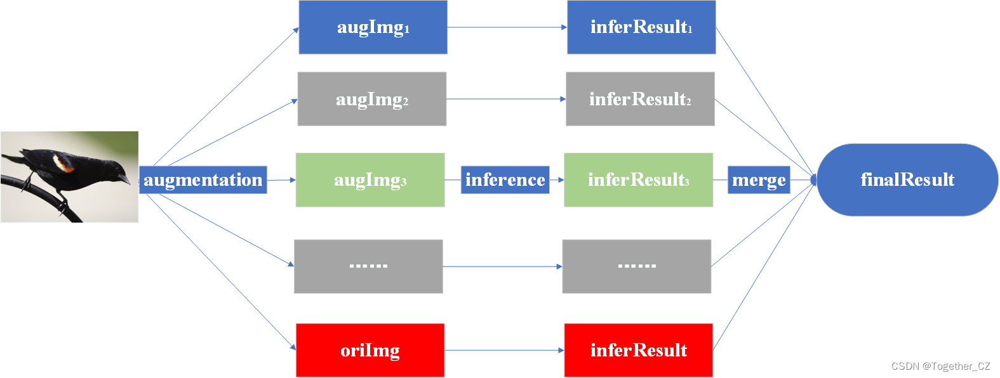 augImg1
inferResult1
augImg2
inferResult2
augmentation
augImg3
inference
inferResult3
merge
finalResult
......
......
oriImg
inferResult
CSDN @Together_CZ